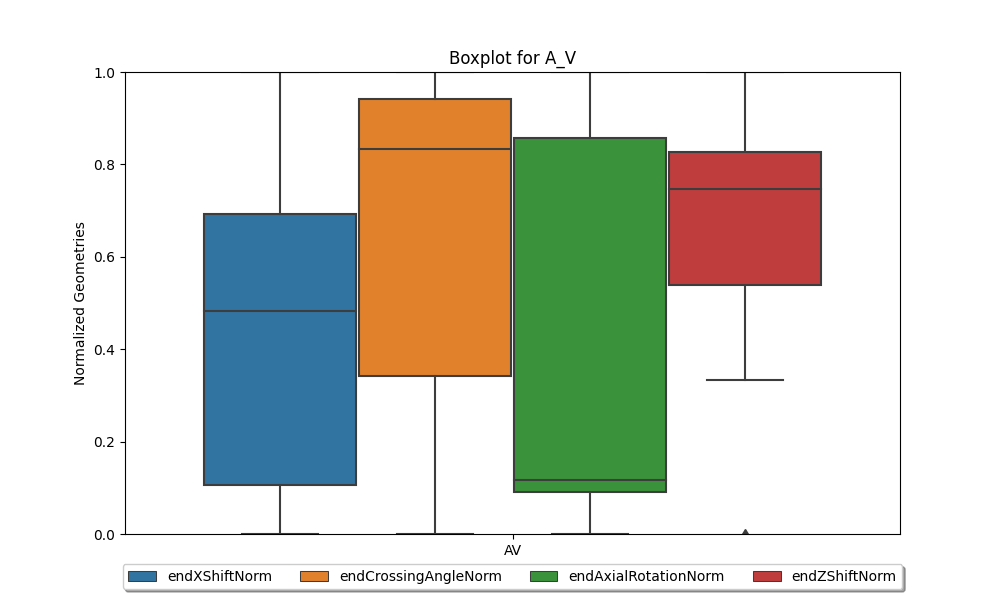 Boxplot for A_V
1.0
0.8
0.6
0.4
0.2
0.0
Normalized Geometries
AV
endXShiftNorm endCrossingAngleNorm endAxialRotationNorm endZShiftNorm